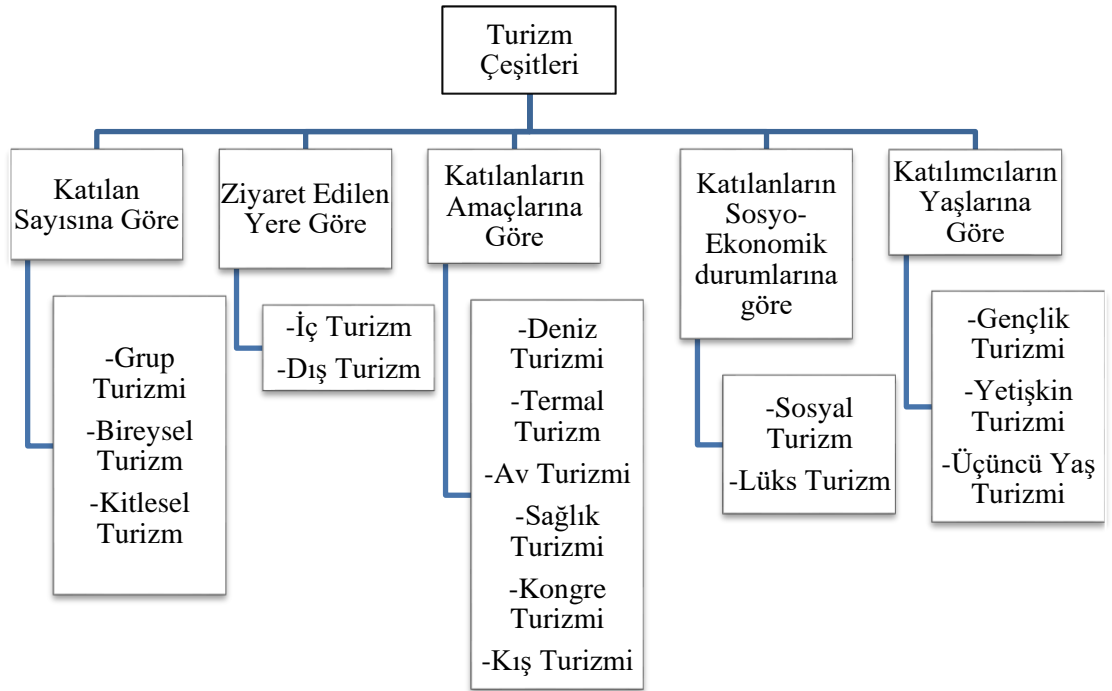 Turizm
Çeşitleri
Katılan
Sayısına Göre
-Grup
Turizmi
-Bireysel
Turizm
-Kitlesel
Turizm
Ziyaret Edilen
Yere Göre
-İç Turizm
-Dış Turizm
Katılanların
Amaçlarına
Göre
-Deniz
Turizmi
-Termal
Turizm
-Av Turizmi
-Sağlık
Turizmi
-Kongre
Turizmi
-Kış Turizmi
Katılanların
Sosyo-
Ekonomik
durumlarına
göre
-Sosyal
Turizm
-Lüks Turizm
Katılımcıların
Yaşlarına
Göre
-Gençlik
Turizmi
-Yetişkin
Turizmi
-Üçüncü Yaş
Turizmi